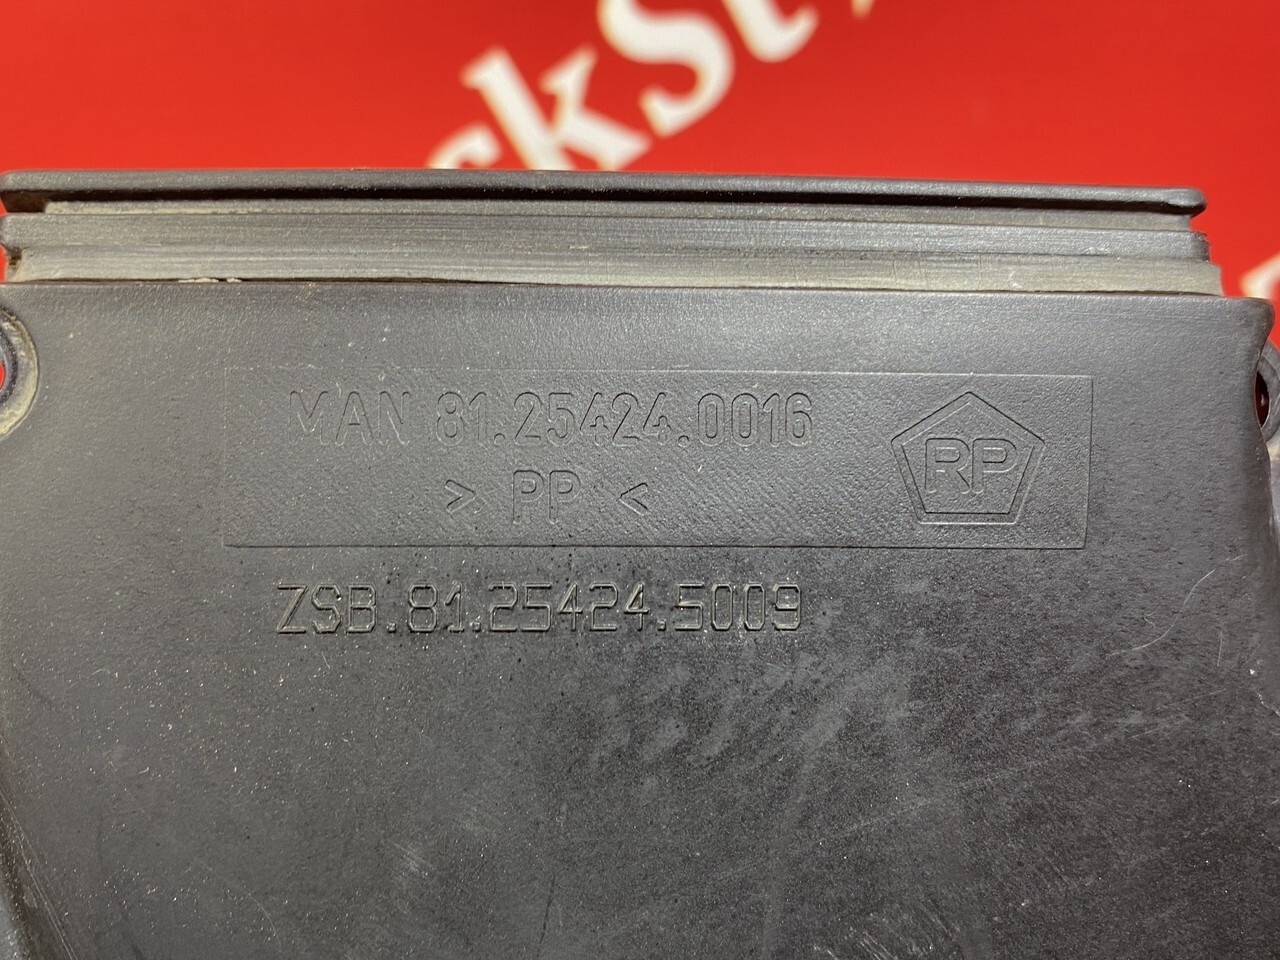 MAN 81.25424.0016
> PP <
RP
ZSB.81.25424.5009